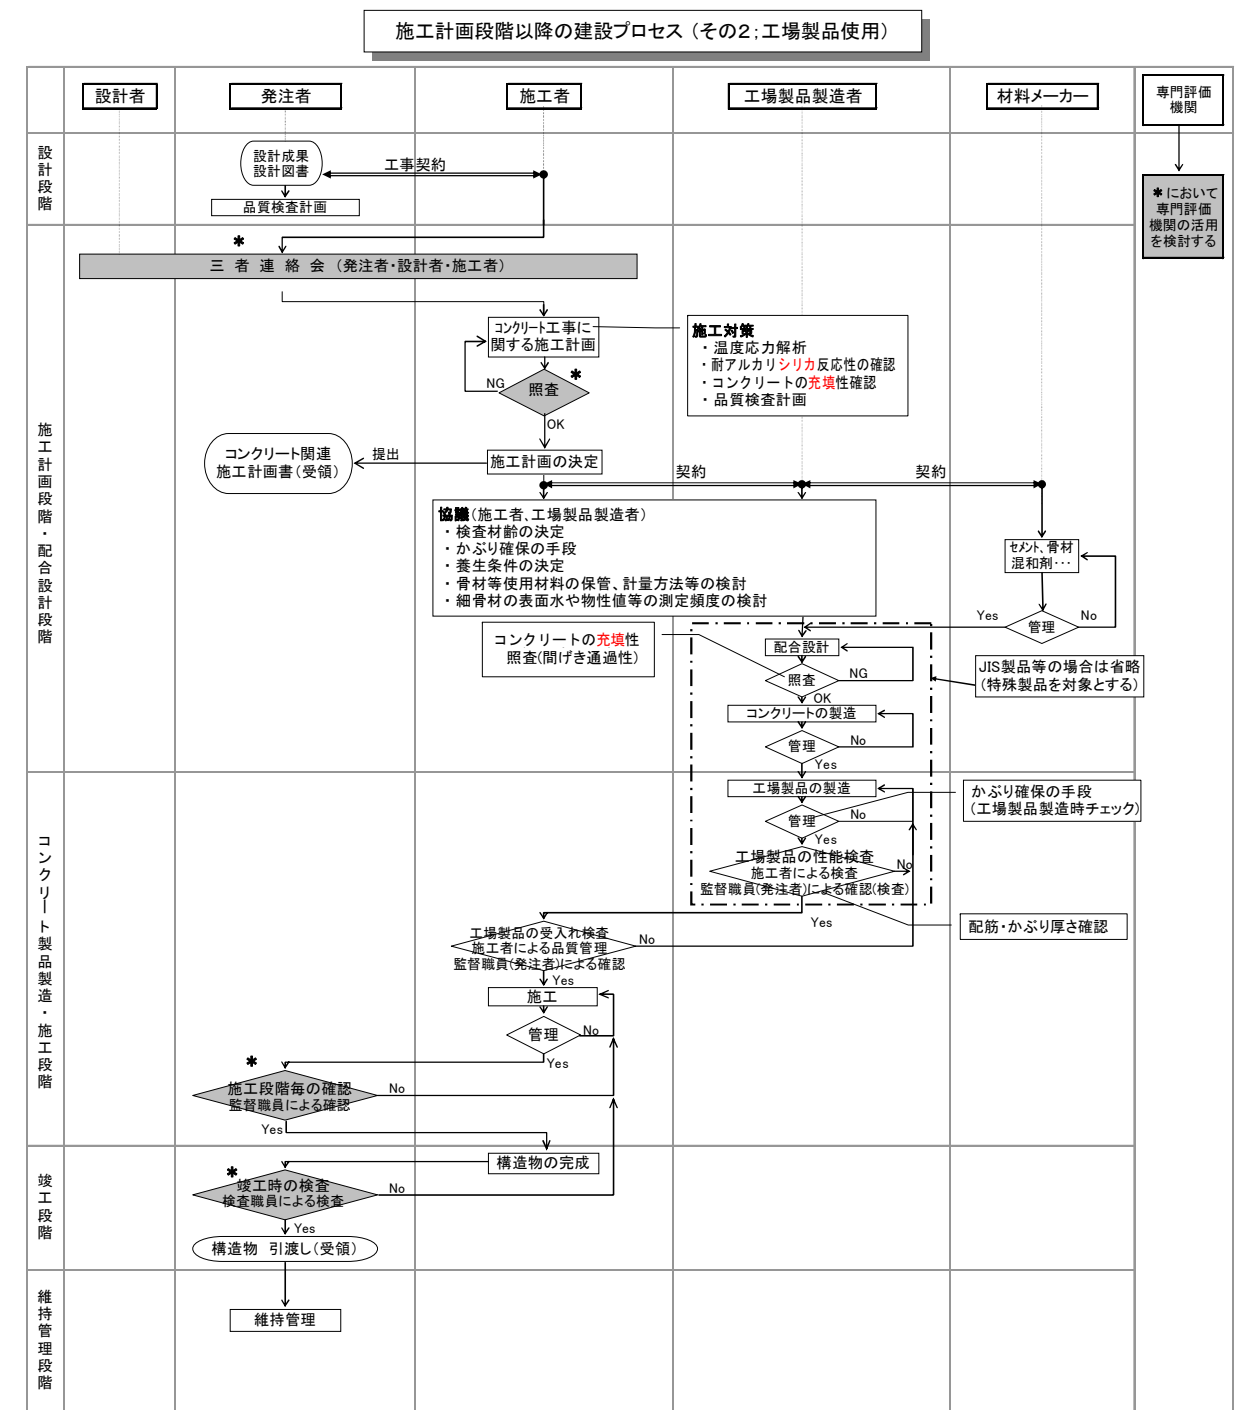 施工計画段階以降の建設プロセス（その２；工場製品使用）
設計者
発注者
施工者
工場製品製造者
材料メーカー
専門評価
機関
設計段階
設計成果
設計図書
工事契約
品質検査計画
＊において
専門評価
機関の活用
を検討する
施工計画段階・配合設計段階
＊
三　者　連　絡　会　（発注者・設計者・施工者）
コンクリート工事に
関する施工計画
施工対策
・温度応力解析
・耐アルカリシリカ反応性の確認
・コンクリートの充填性確認
・品質検査計画
＊
NG
照査
OK
コンクリート関連
施工計画書（受領）
提出
施工計画の決定
契約
契約
協議（施工者、工場製品製造者）
・検査材齢の決定
・かぶり確保の手段
・養生条件の決定
・骨材等使用材料の保管、計量方法等の検討
・細骨材の表面水や物性値等の測定頻度の検討
セメント、骨材
混和剤・・・
Yes
管理
No
コンクリートの充填性
照査（間げき通過性）
配合設計
照査
NG
OK
JIS製品等の場合は省略
（特殊製品を対象とする）
コンクリートの製造
管理
No
Yes
コンクリート製品製造・施工段階
工場製品の製造
管理
No
Yes
かぶり確保の手段
（工場製品製造時チェック）
工場製品の性能検査
施工者による検査
監督職員（発注者）による確認（検査）
No
Yes
配筋・かぶり厚さ確認
工場製品の受入れ検査
施工者による品質管理
監督職員（発注者）による確認
No
Yes
施工
管理
No
Yes
＊
施工段階毎の確認
監督職員による確認
No
Yes
竣工段階
構造物の完成
＊
竣工時の検査
検査職員による検査
No
Yes
構造物　引渡し（受領）
維持管理段階
維持管理